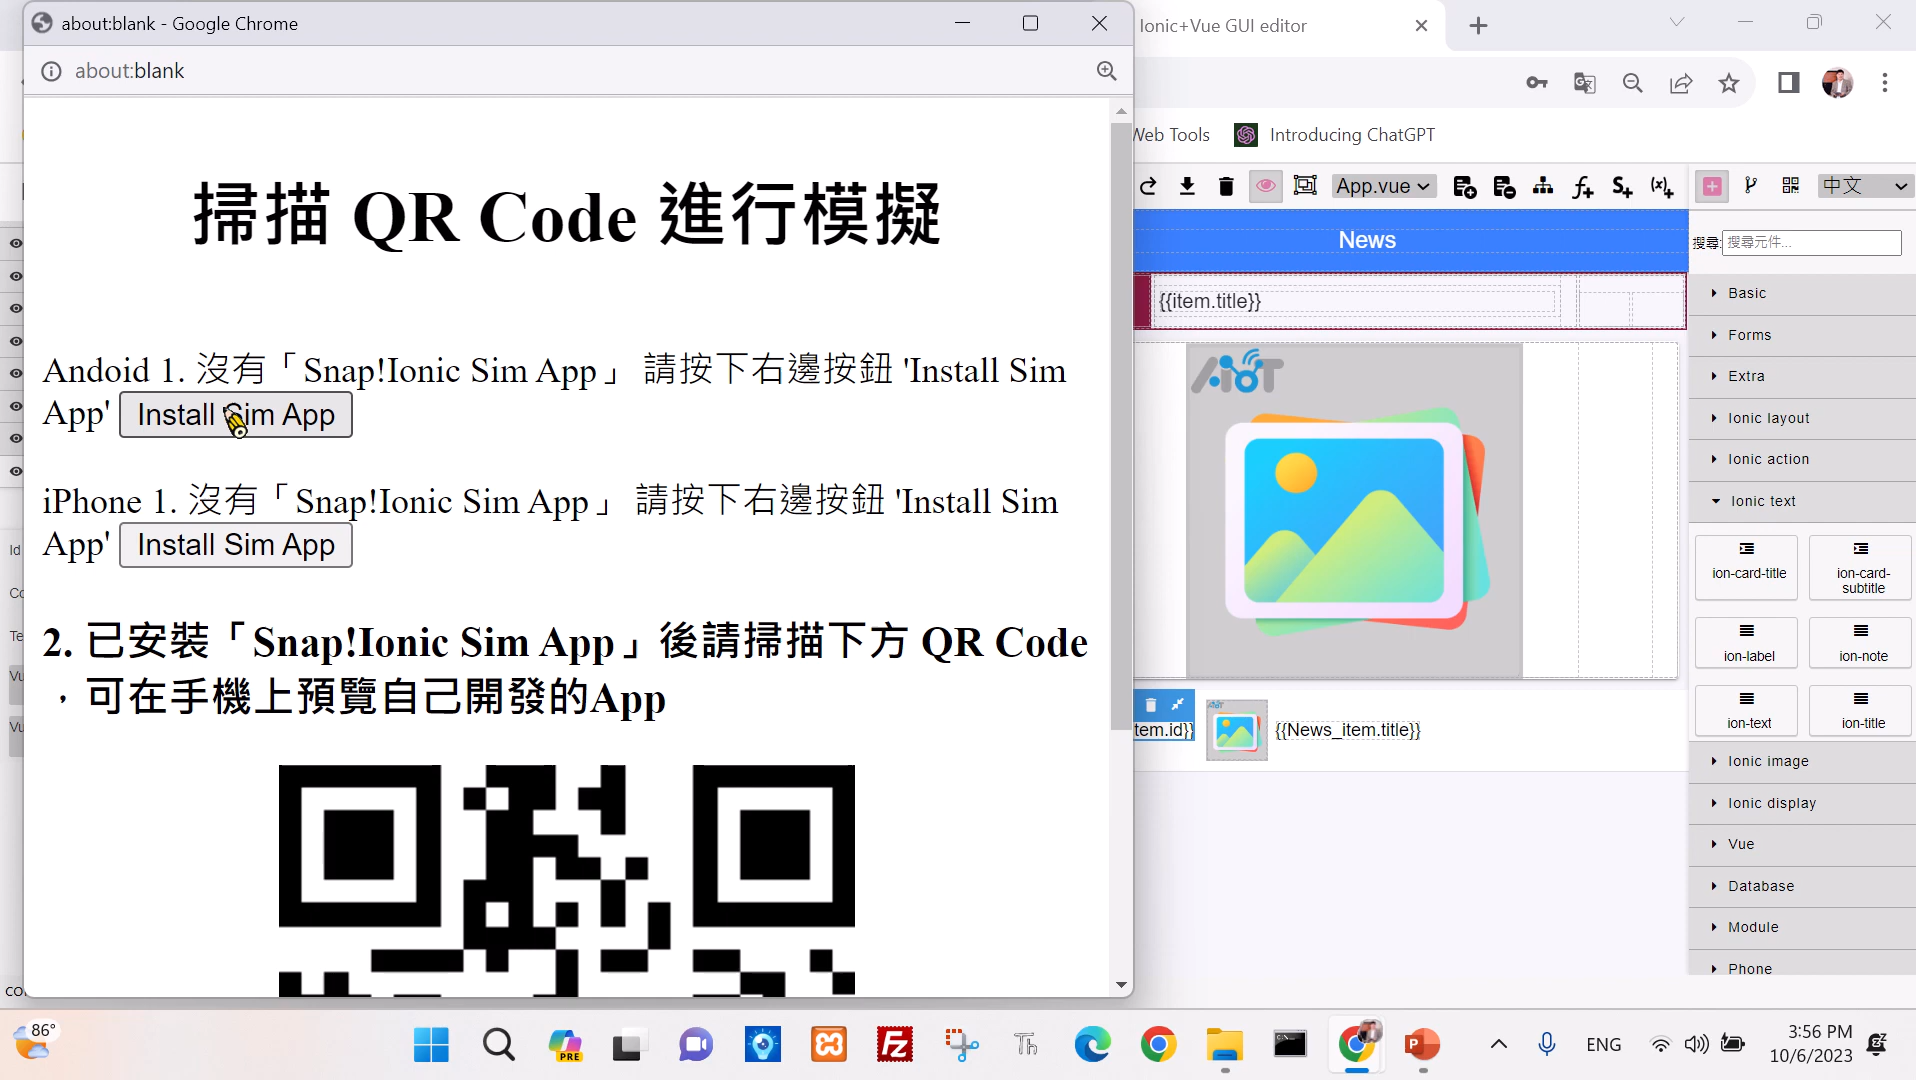 about:blank - Google Chrome
about:blank
掃描 QR Code 進行模擬
Andoid 1. 沒有「Snap!Ionic Sim App」 請按下右邊按鈕 'Install Sim
App' Install Sim App
iPhone 1. 沒有「Snap!Ionic Sim App」 請按下右邊按鈕 'Install Sim
App' Install Sim App
2. 已安裝「Snap!Ionic Sim App」後請掃描下方 QR Code
，可在手機上預覽自己開發的App
Ionic+Vue GUI editor
Web Tools
Introducing ChatGPT
App.vue
中文
News
搜尋:
搜尋元件...
{{item.title}}
AIoT
tem.id}}
{{News_item.title}}
Basic
Forms
Extra
Ionic layout
Ionic action
Ionic text
ion-card-title
ion-card-
subtitle
ion-label
ion-note
ion-text
ion-title
Ionic image
Ionic display
Vue
Database
Module
Phone
Id
Te
Vu
Vu
86°
PRE
ENG
3:56 PM
10/6/2023